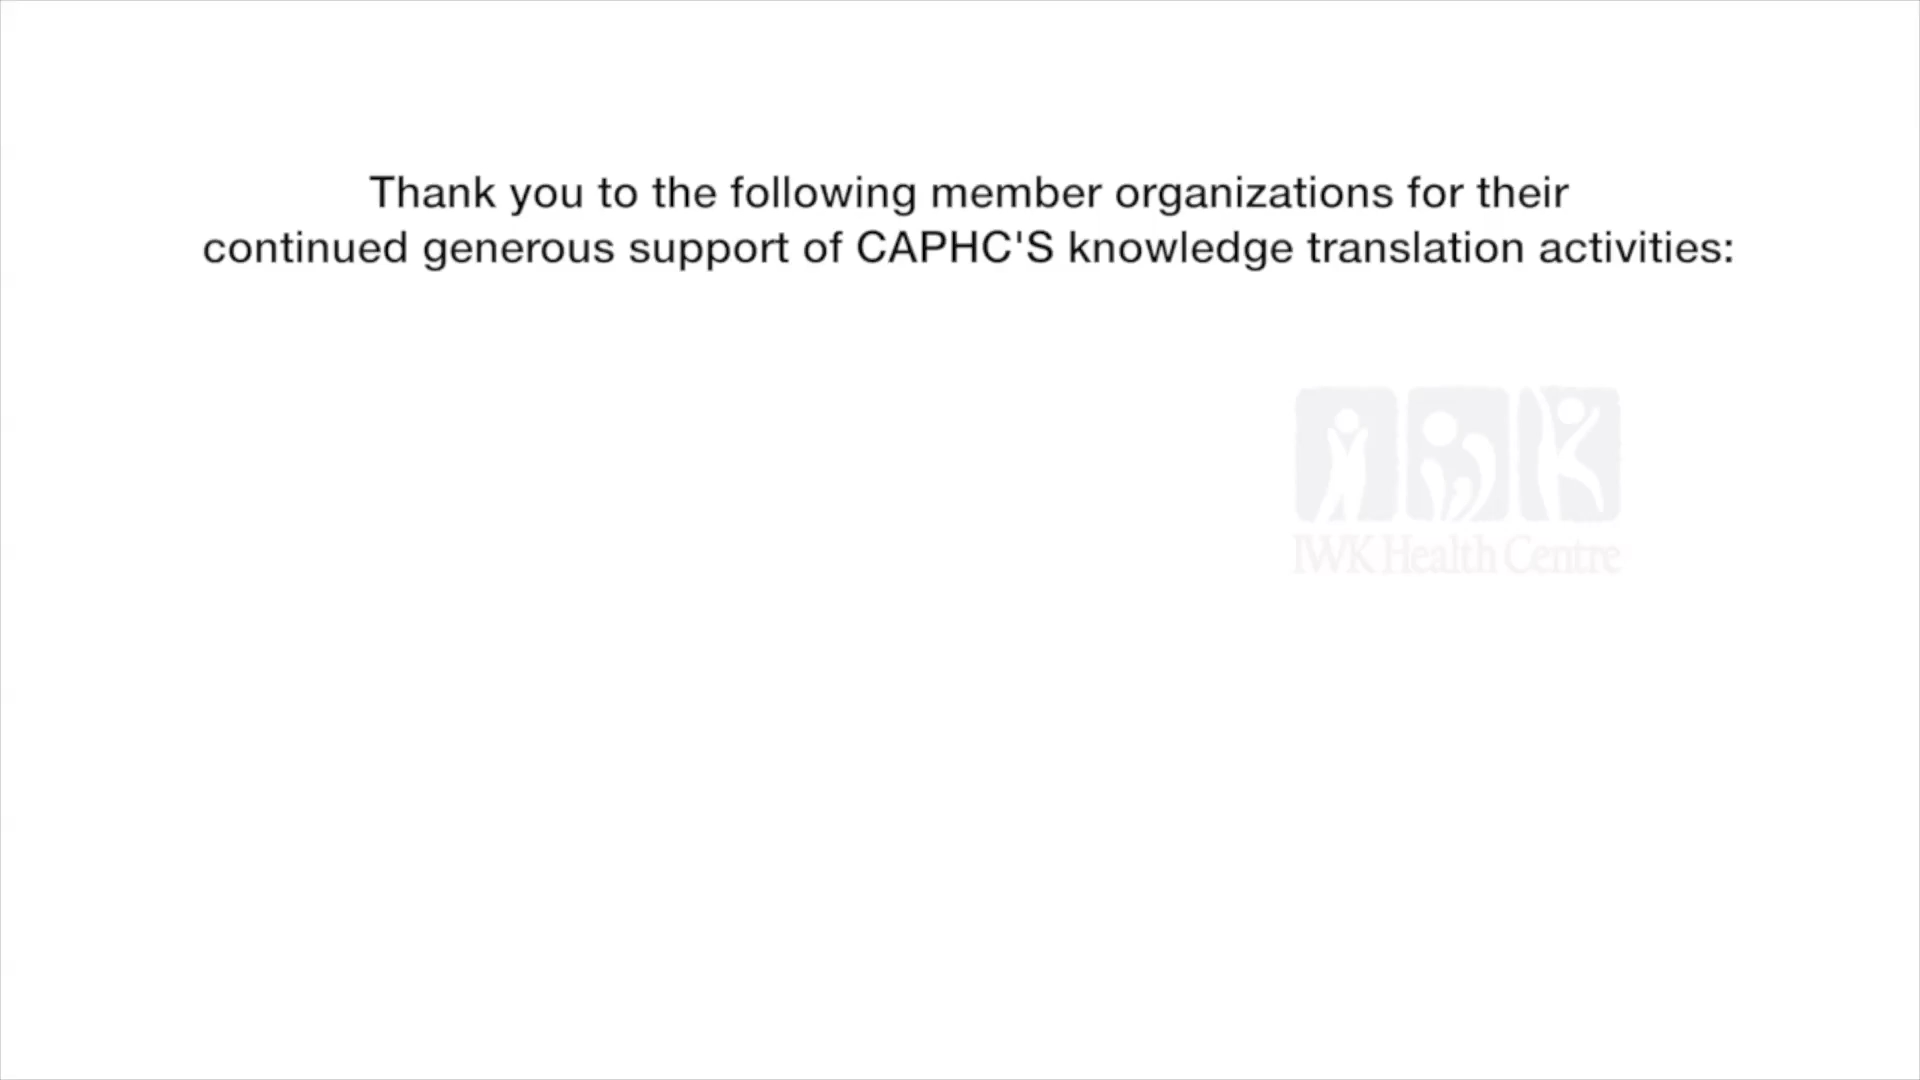 Thank you to the following member organizations for their
continued generous support of CAPHC'S knowledge translation activities:
IWK Health Centre